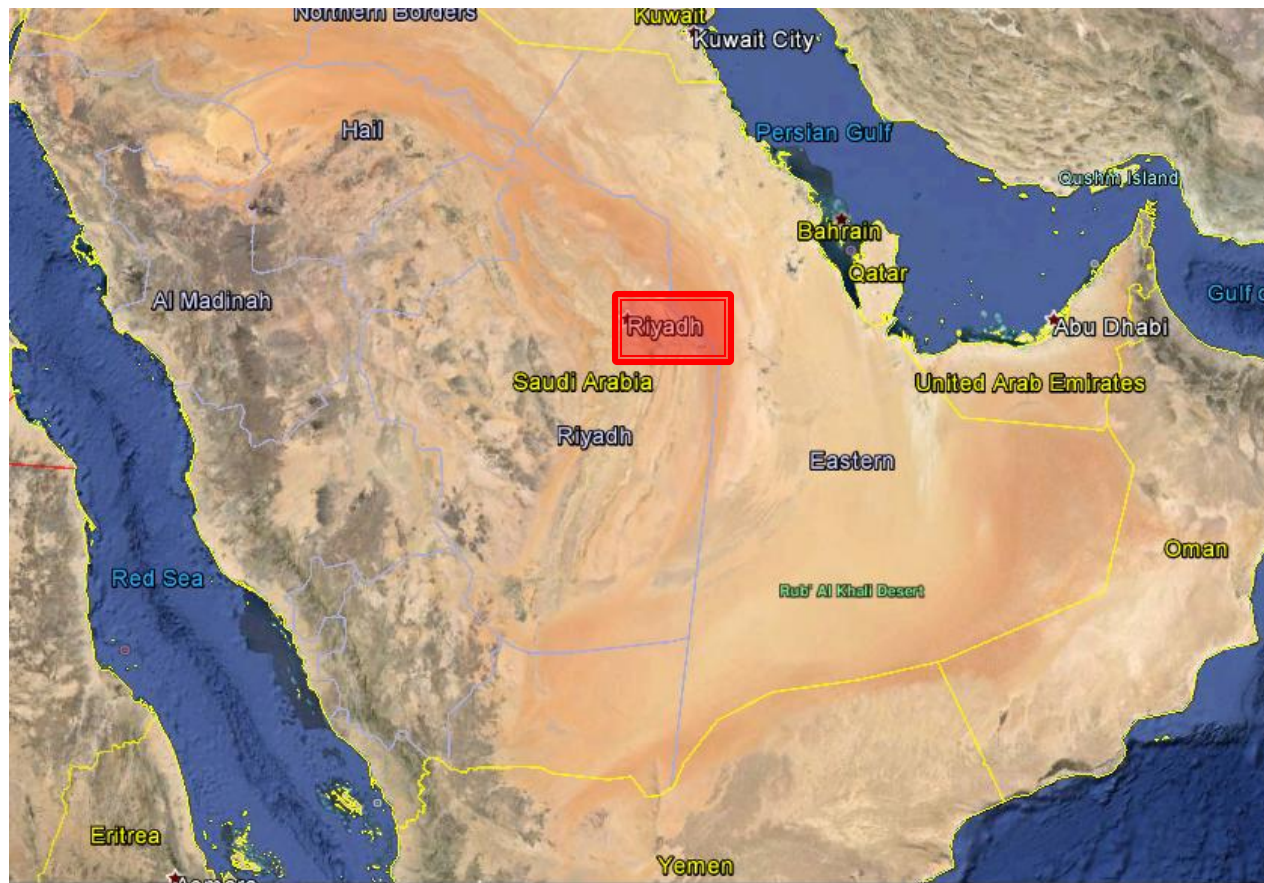 Northern Borders
Kuwait
Kuwait City
Hail
Persian Gulf
Qushm Island
Bahrain
Qatar
Al Madinah
Gulf
Riyadh
Abu Dhabi
Saudi Arabia
United Arab Emirates
Riyadh
Eastern
Oman
Red Sea
Rub' Al Khali Desert
Eritrea
Yemen
Asmara